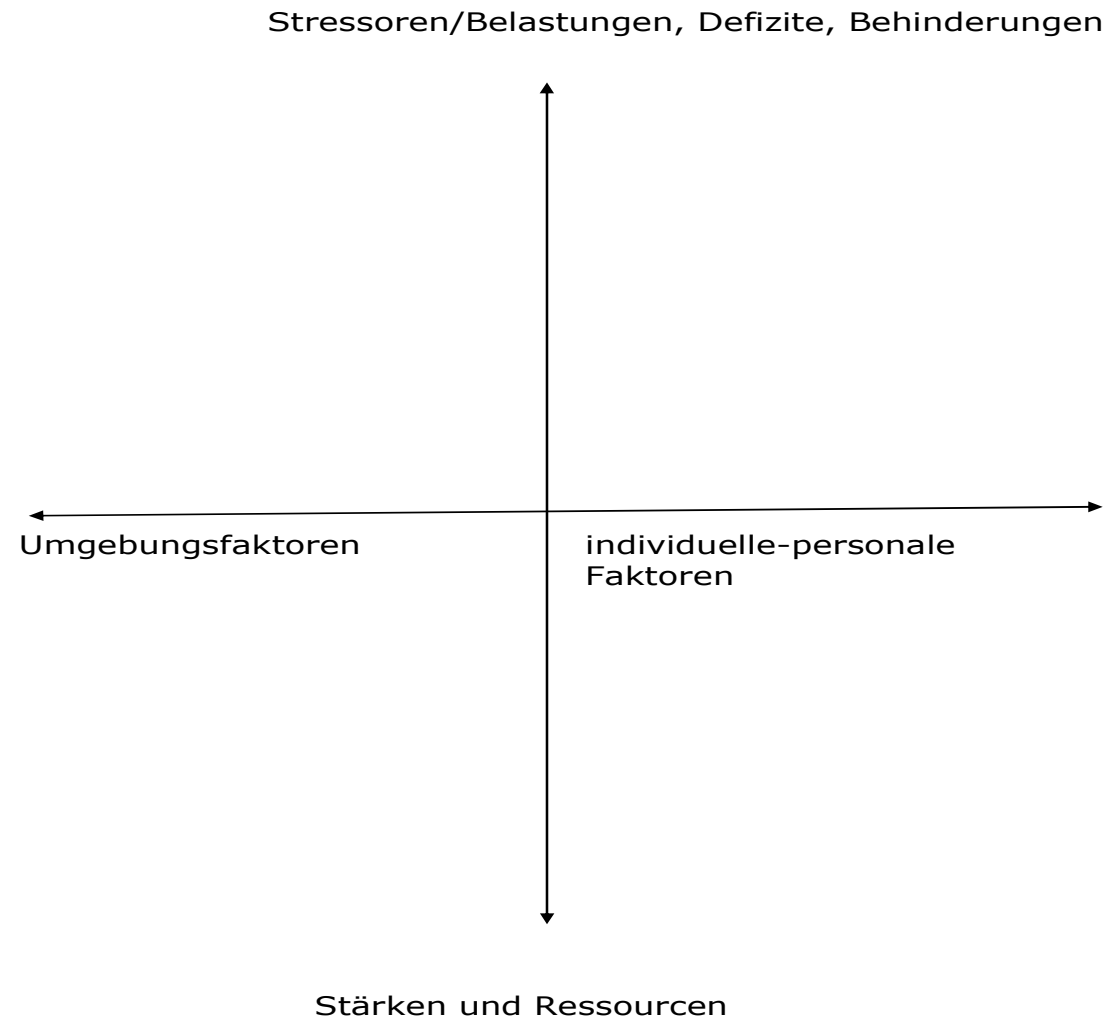 Stressoren/Belastungen, Defizite, Behinderungen
Umgebungsfaktoren
individuelle-personale
Faktoren
Stärken und Ressourcen